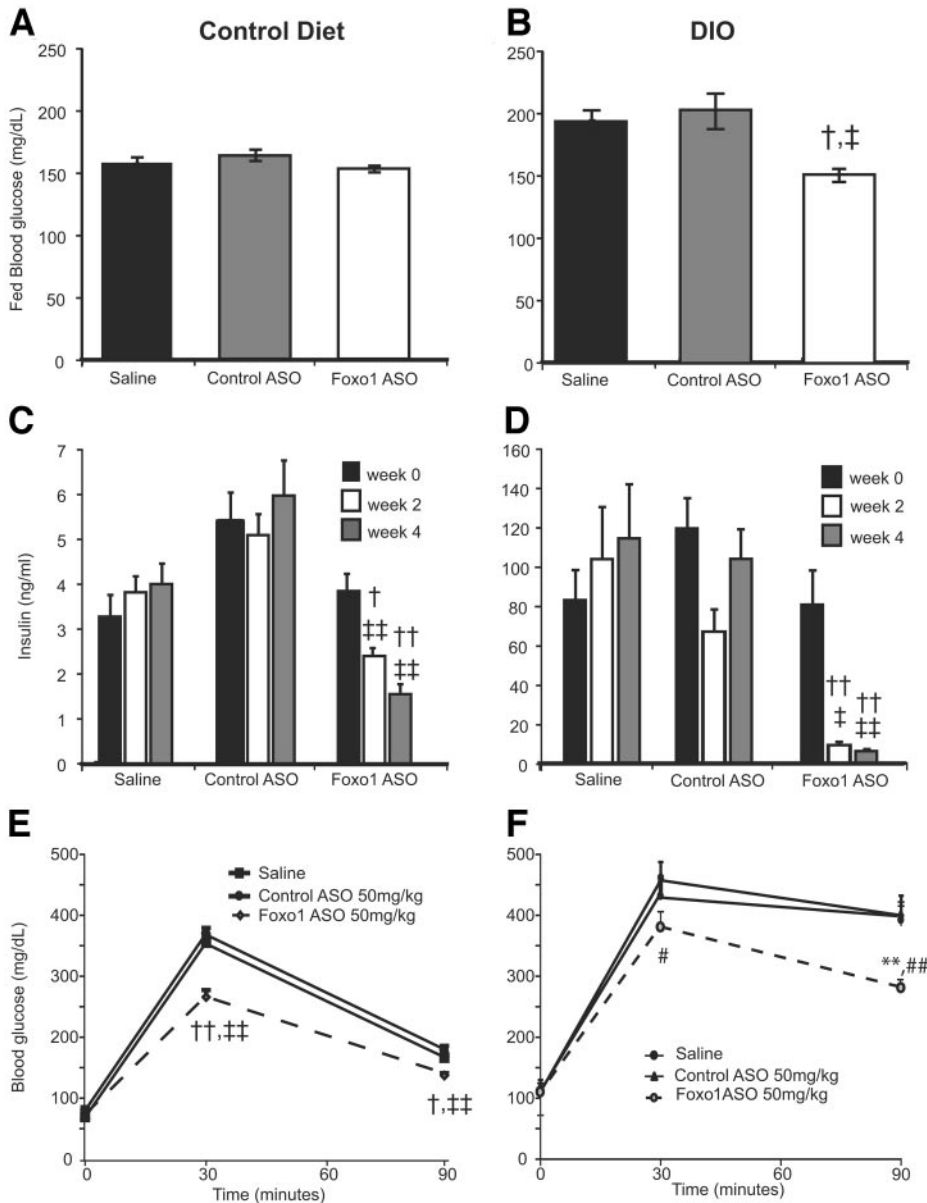 A
Control Diet
250
200
150
100
50
0
Fed Blood glucose (mg/dL)
Saline
Control ASO
Foxo1 ASO
B
DIO
250
200
150
100
50
0
†,‡
Saline
Control ASO
Foxo1 ASO
C
7
6
5
4
3
2
1
0
Insulin (ng/ml)
week 0
week 2
week 4
†
‡‡
††
‡‡
Saline
Control ASO
Foxo1 ASO
D
160
140
120
100
80
60
40
20
0
week 0
week 2
week 4
††
‡
††
‡‡
Saline
Control ASO
Foxo1 ASO
E
500
400
300
200
100
0
Blood glucose (mg/dL)
Saline
Control ASO 50mg/kg
Foxo1 ASO 50mg/kg
††,‡‡
†,‡‡
0
30
60
90
Time (minutes)
F
500
400
300
200
100
0
#
**,##
Saline
Control ASO 50mg/kg
Foxo1ASO 50mg/kg
0
30
60
90
Time (minutes)